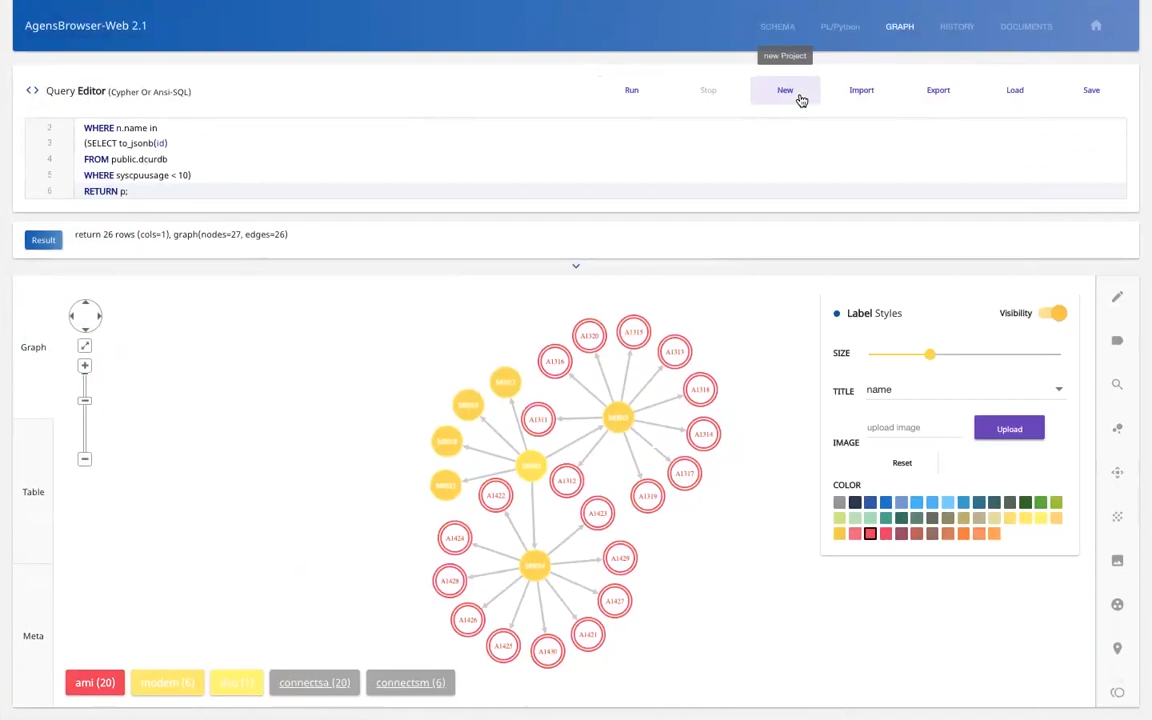 AgensBrowser-Web 2.1
SCHEMA PL/Python GRAPH HISTORY DOCUMENTS
new Project
<> Query Editor (Cypher Or Ansi-SQL)
Run Stop New Import Export Load Save
2 WHERE n.name in
3 (SELECT to_jsonb(id)
4 FROM public.dcurdb
5 WHERE syscpuusage < 10)
6 RETURN p;
Result return 26 rows (cols=1), graph(nodes=27, edges=26)
Graph
Table
Meta
A1320
A1315
A1316
A1313
A1318
A1311
A1314
A1317
A1312
A1319
A1422
A1423
A1424
A1429
A1428
A1427
A1426
A1421
A1425
A1430
Label Styles Visibility
SIZE
TITLE name
upload image Upload
IMAGE
Reset
COLOR
ami (20) modem (6) connectsa (20) connectsm (6)